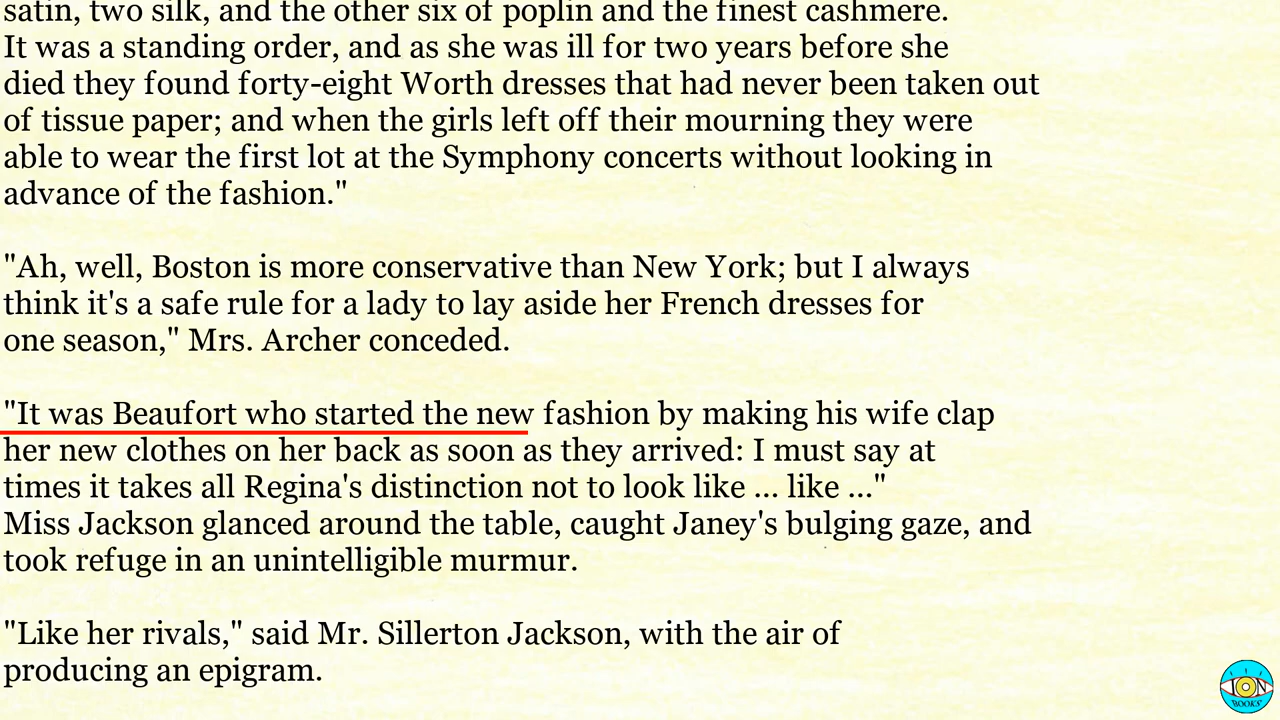 satin, two silk, and the other six of poplin and the finest cashmere.
It was a standing order, and as she was ill for two years before she
died they found forty-eight Worth dresses that had never been taken out
of tissue paper; and when the girls left off their mourning they were
able to wear the first lot at the Symphony concerts without looking in
advance of the fashion."
"Ah, well, Boston is more conservative than New York; but I always
think it's a safe rule for a lady to lay aside her French dresses for
one season," Mrs. Archer conceded.
"It was Beaufort who started the new fashion by making his wife clap
her new clothes on her back as soon as they arrived: I must say at
times it takes all Regina's distinction not to look like ... like ..."
Miss Jackson glanced around the table, caught Janey's bulging gaze, and
took refuge in an unintelligible murmur.
"Like her rivals," said Mr. Sillerton Jackson, with the air of
producing an epigram.
ION
BOOKS